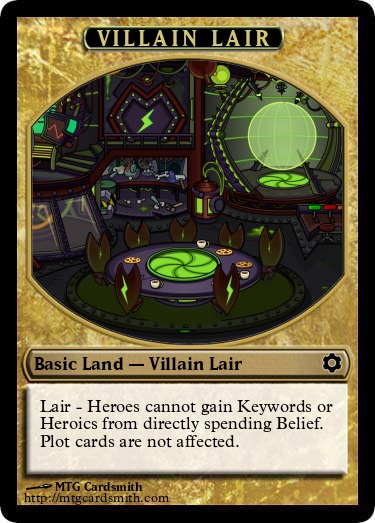 VILLAIN LAIR
Basic Land — Villain Lair
Lair - Heroes cannot gain Keywords or
Heroics from directly spending Belief.
Plot cards are not affected.
MTG Cardsmith
http://mtgcardsmith.com